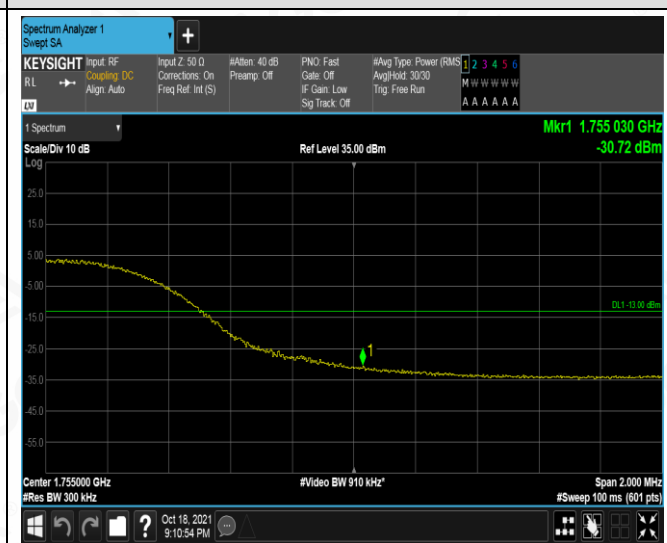 Spectrum Analyzer 1
Swept SA
+
KEYSIGHT
RL
Input: RF
Coupling: DC
Align: Auto
Input Z: 50 Ω
Corrections: On
Freq Ref: Int (S)
#Atten: 40 dB
Preamp: Off
PNO: Fast
Gate: Off
IF Gain: Low
Sig Track: Off
#Avg Type: Power (RMS
Avg|Hold: 30/30
Trig: Free Run
1 2 3 4 5 6
M W W W W W
A A A A A A
LXI
1 Spectrum
Mkr1 1.755 030 GHz
Scale/Div 10 dB
Ref Level 35.00 dBm
-30.72 dBm
Log
25.0
15.0
5.00
-5.00
DL1 -13.00 dBm
-15.0
-25.0
1
-35.0
-45.0
-55.0
Center 1.755000 GHz
#Video BW 910 kHz*
Span 2.000 MHz
#Res BW 300 kHz
#Sweep 100 ms (601 pts)
?
Oct 18, 2021
9:10:54 PM